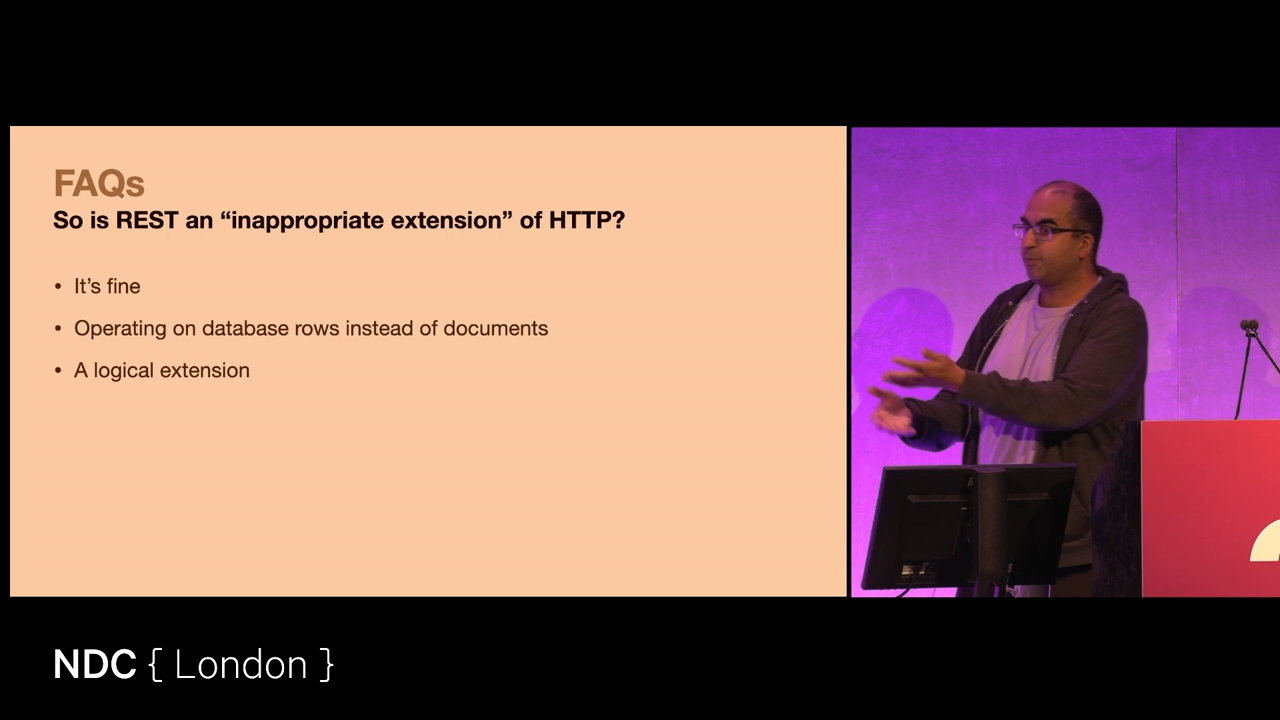 FAQs
So is REST an “inappropriate extension” of HTTP?
• It’s fine
• Operating on database rows instead of documents
• A logical extension
NDC { London }